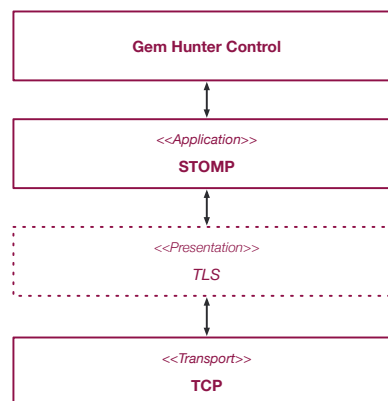 Gem Hunter Control
<<Application>>
STOMP
<<Presentation>>
TLS
<<Transport>>
TCP